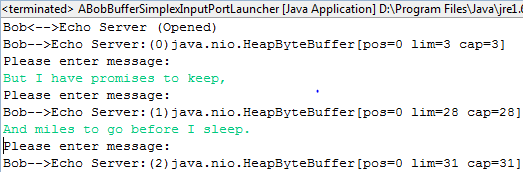 <terminated> ABobBufferSimplexInputPortLauncher [Java Application] D:\Program Files\Java\jre1.6
Bob<-->Echo Server (Opened)
Bob-->Echo Server:(0)java.nio.HeapByteBuffer[pos=0 lim=3 cap=3]
Please enter message:
But I have promises to keep,
Please enter message:
Bob-->Echo Server:(1)java.nio.HeapByteBuffer[pos=0 lim=28 cap=28]
And miles to go before I sleep.
Please enter message:
Bob-->Echo Server:(2)java.nio.HeapByteBuffer[pos=0 lim=31 cap=31]